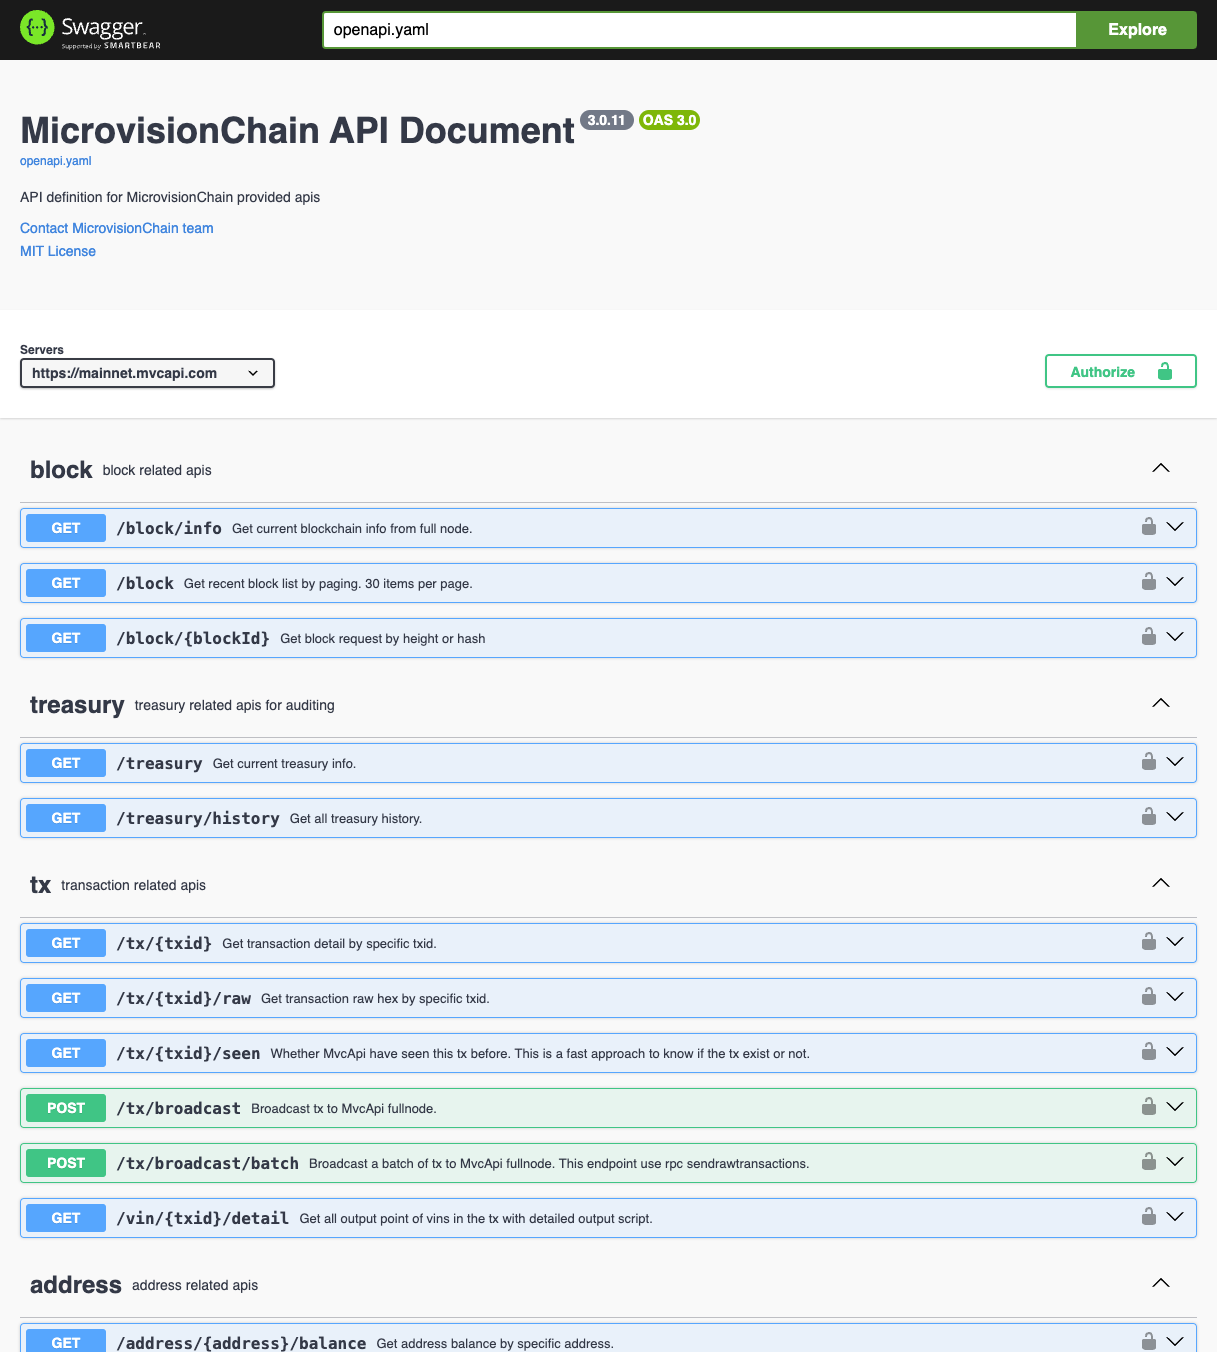 Swagger.
Supported by SMARTBEAR
openapi.yaml
Explore
MicrovisionChain API Document 3.0.11 OAS 3.0
openapi.yaml
API definition for MicrovisionChain provided apis
Contact MicrovisionChain team
MIT License
Servers
https://mainnet.mvcapi.com
Authorize
block block related apis
GET /block/info Get current blockchain info from full node.
GET /block Get recent block list by paging. 30 items per page.
GET /block/{blockId} Get block request by height or hash
treasury treasury related apis for auditing
GET /treasury Get current treasury info.
GET /treasury/history Get all treasury history.
tx transaction related apis
GET /tx/{txid} Get transaction detail by specific txid.
GET /tx/{txid}/raw Get transaction raw hex by specific txid.
GET /tx/{txid}/seen Whether MvcApi have seen this tx before. This is a fast approach to know if the tx exist or not.
POST /tx/broadcast Broadcast tx to MvcApi fullnode.
POST /tx/broadcast/batch Broadcast a batch of tx to MvcApi fullnode. This endpoint use rpc sendrawtransactions.
GET /vin/{txid}/detail Get all output point of vins in the tx with detailed output script.
address address related apis
GET /address/{address}/balance Get address balance by specific address.